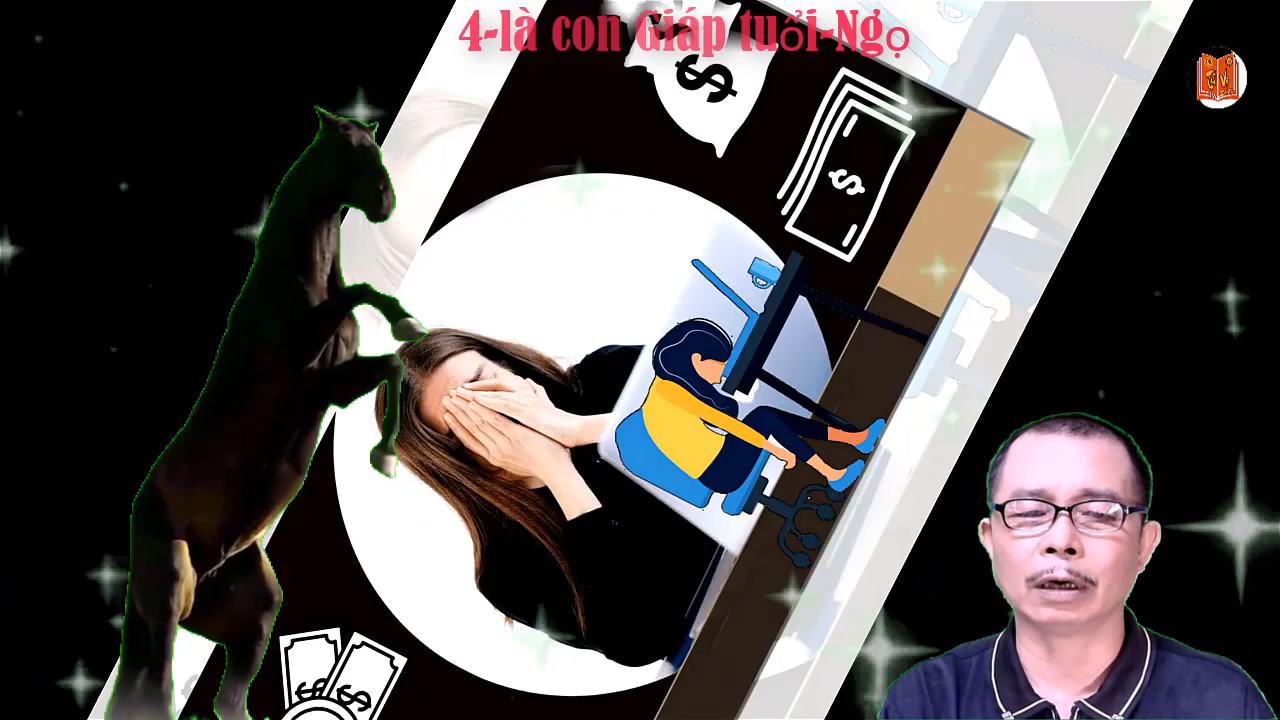 4-là con Giáp tuổi-Ngọ
$
$
$ $